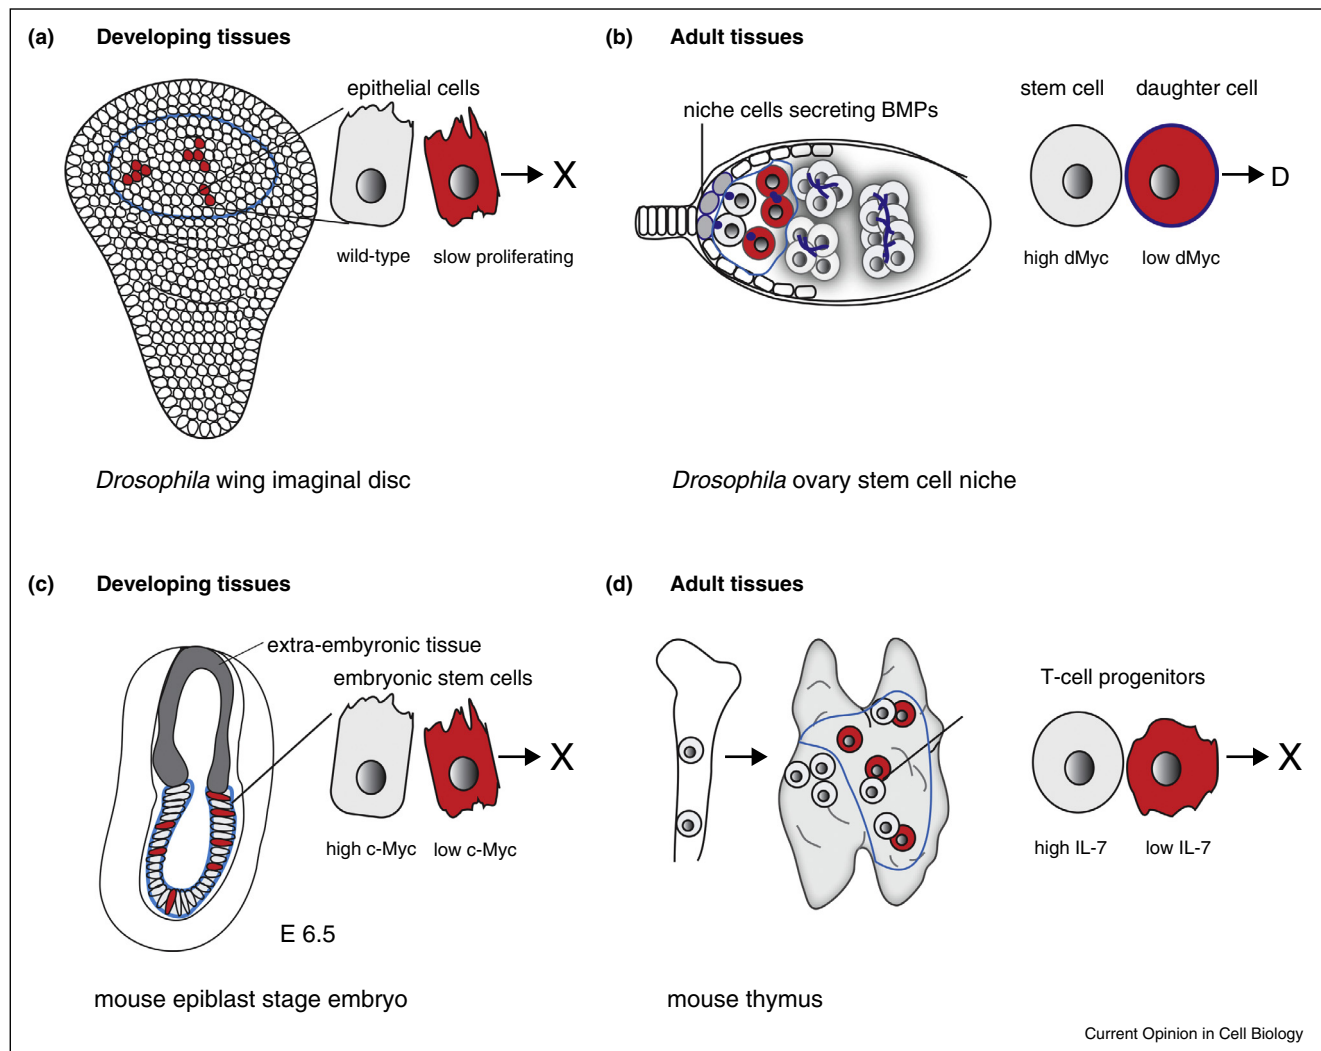 (a) Developing tissues
epithelial cells
X
wild-type
slow proliferating
Drosophila wing imaginal disc
(b) Adult tissues
niche cells secreting BMPs
stem cell
daughter cell
D
high dMyc
low dMyc
Drosophila ovary stem cell niche
(c) Developing tissues
extra-embyronic tissue
embryonic stem cells
X
high c-Myc
low c-Myc
E 6.5
mouse epiblast stage embryo
(d) Adult tissues
T-cell progenitors
X
high IL-7
low IL-7
mouse thymus
Current Opinion in Cell Biology